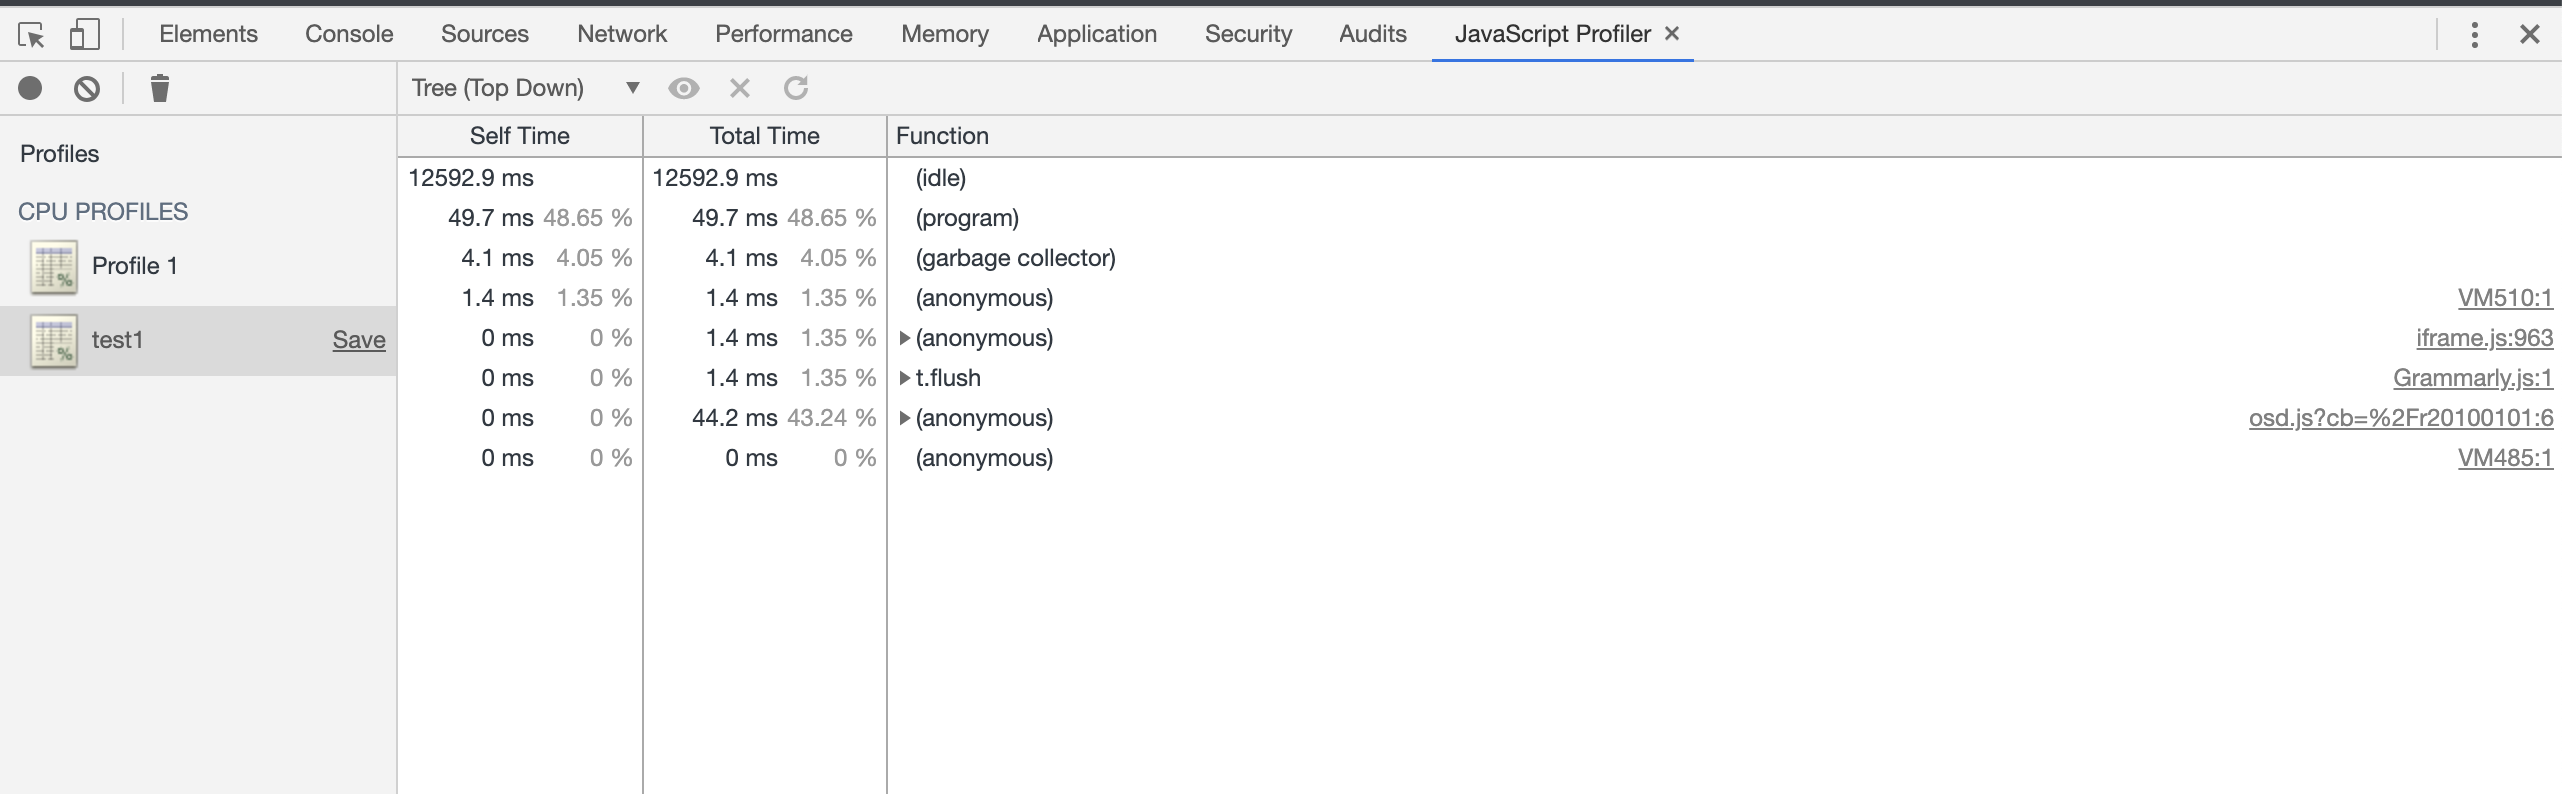 Elements Console Sources Network Performance Memory Application Security Audits JavaScript Profiler
Tree (Top Down)
Profiles
CPU PROFILES
Profile 1
test1 Save
Self Time Total Time Function
12592.9 ms 12592.9 ms (idle)
49.7 ms 48.65 % 49.7 ms 48.65 % (program)
4.1 ms 4.05 % 4.1 ms 4.05 % (garbage collector)
1.4 ms 1.35 % 1.4 ms 1.35 % (anonymous) VM510:1
0 ms 0 % 1.4 ms 1.35 % (anonymous) iframe.js:963
0 ms 0 % 1.4 ms 1.35 % t.flush Grammarly.js:1
0 ms 0 % 44.2 ms 43.24 % (anonymous) osd.js?cb=%2Fr20100101:6
0 ms 0 % 0 ms 0 % (anonymous) VM485:1